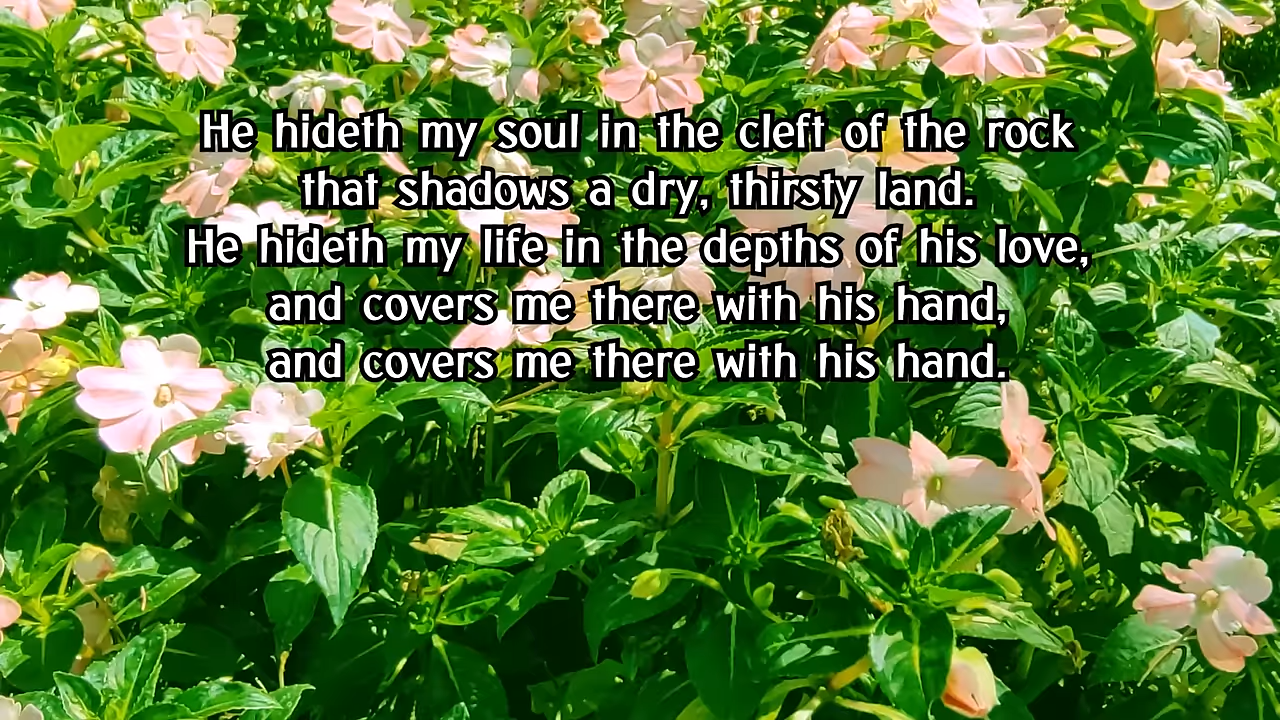 He hideth my soul in the cleft of the rock
that shadows a dry, thirsty land.
He hideth my life in the depths of his love,
and covers me there with his hand,
and covers me there with his hand.